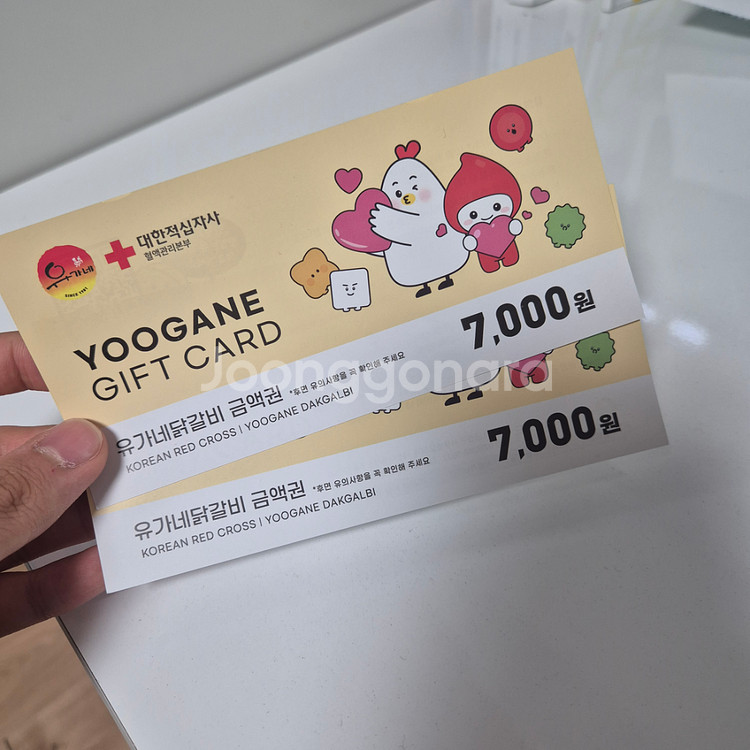 유가네
SINCE 1981
대한적십자사
혈액관리본부
YOOGANE
GIFT CARD
7,000원
유가네닭갈비 금액권 *후면 유의사항을 꼭 확인해 주세요
KOREAN RED CROSS | YOOGANE DAKGALBI
Joonggonara
7,000원
유가네닭갈비 금액권 *후면 유의사항을 꼭 확인해 주세요
KOREAN RED CROSS | YOOGANE DAKGALBI